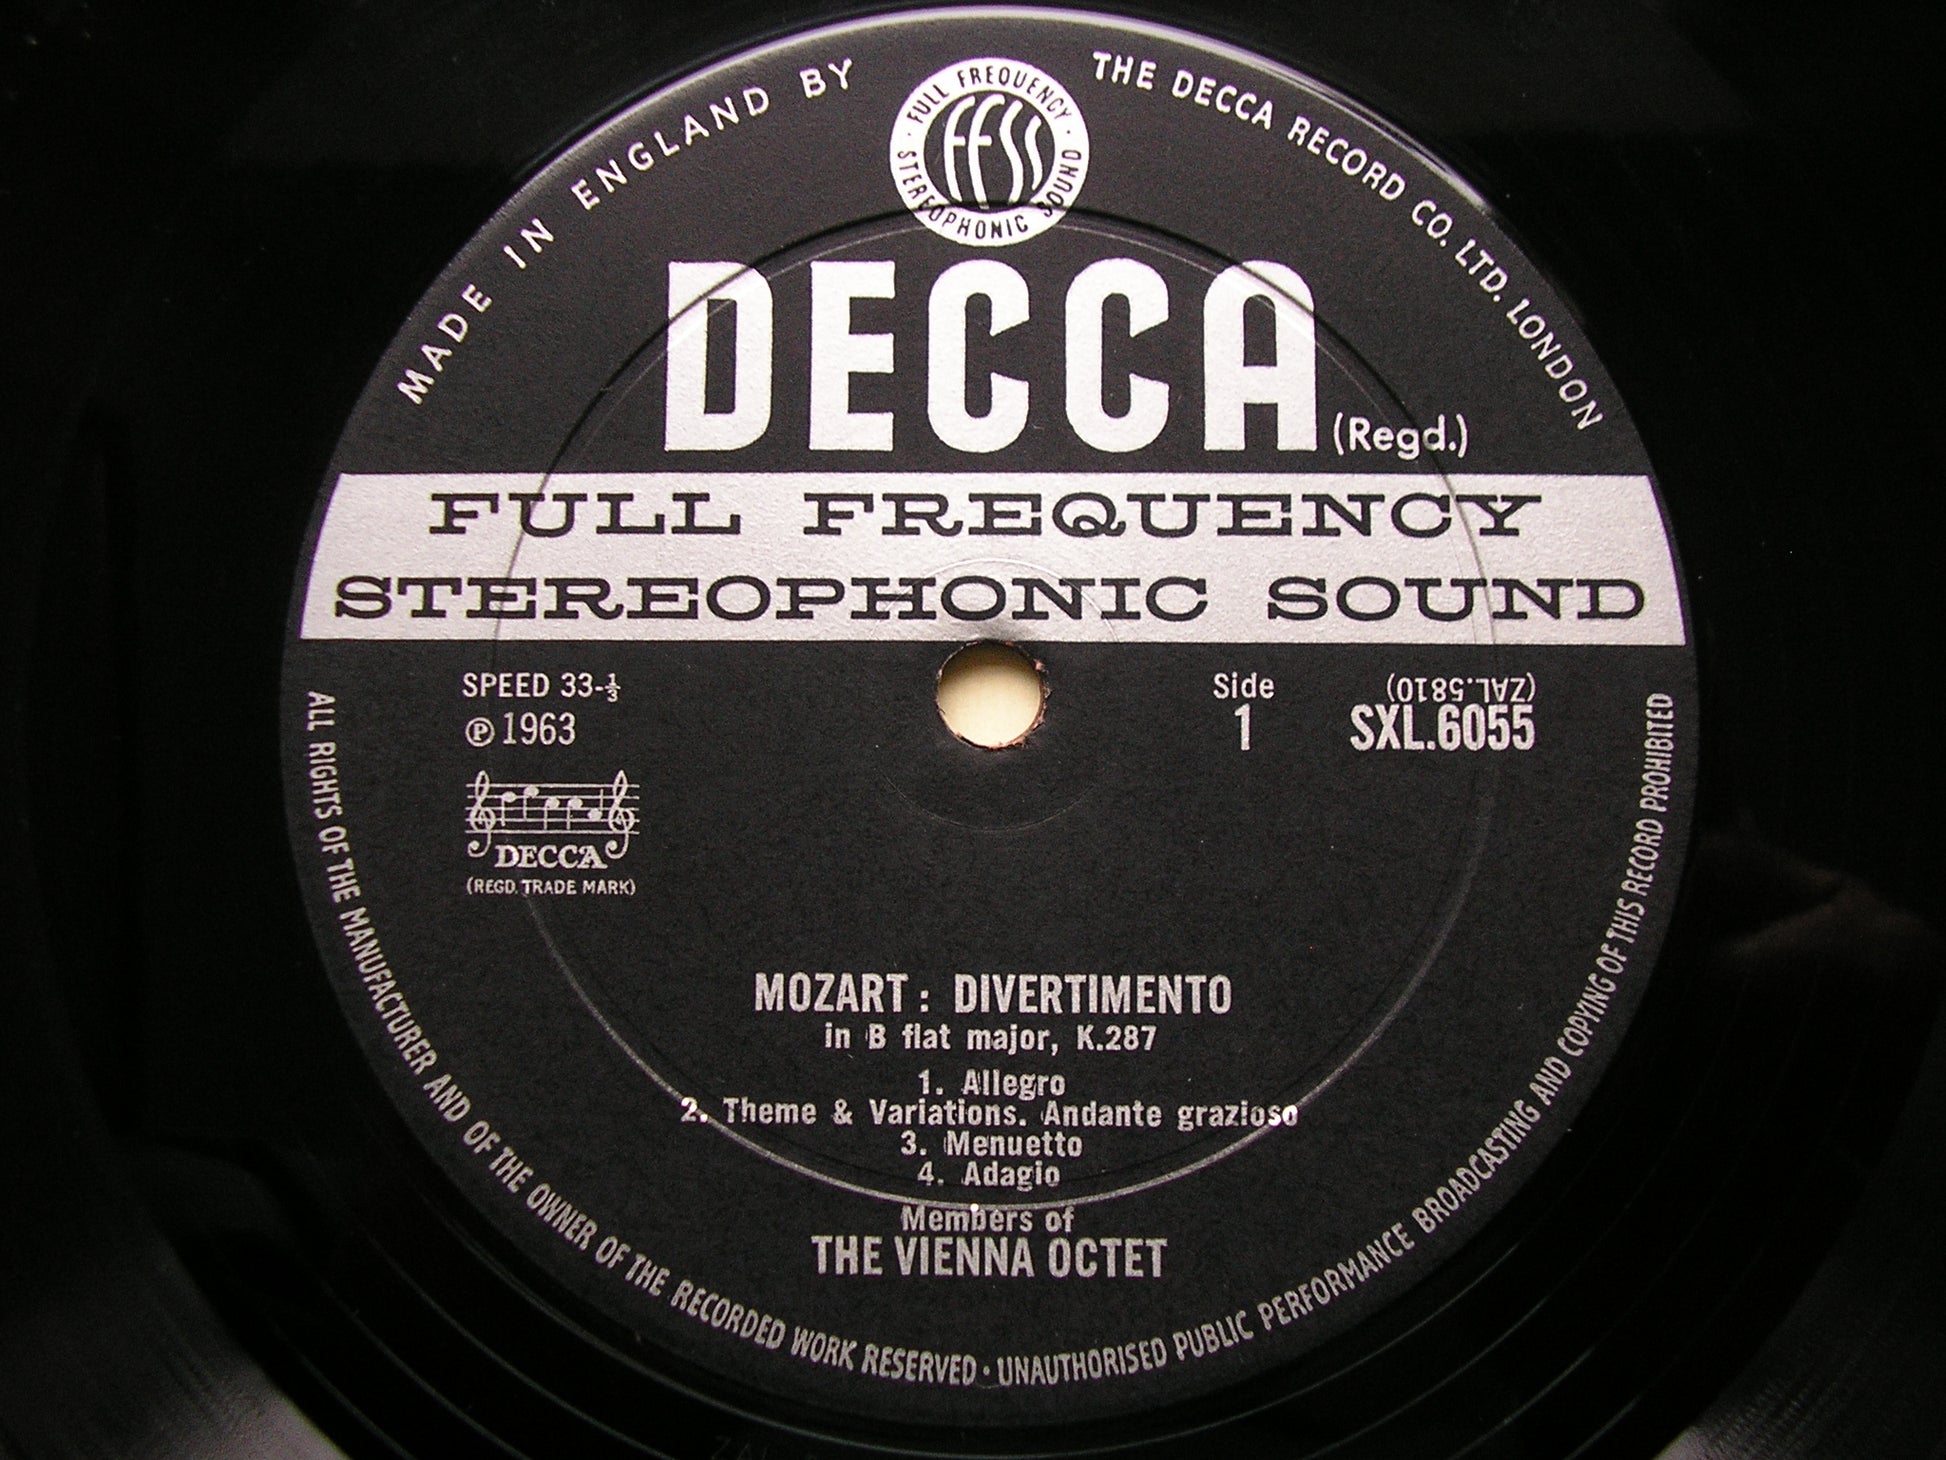 MADE IN ENGLAND BY
THE DECCA RECORD CO. LTD. LONDON
FULL FREQUENCY
FFSS
STEREOPHONIC SOUND
DECCA (Regd.)
FULL FREQUENCY
STEREOPHONIC SOUND
SPEED 33-⅓
Ⓟ 1963
Side
1
(ZAL.5810)
SXL.6055
DECCA
(REGD. TRADE MARK)
MOZART : DIVERTIMENTO
in B flat major, K.287
1. Allegro
2. Theme & Variations. Andante grazioso
3. Menuetto
4. Adagio
Members of
THE VIENNA OCTET
ALL RIGHTS OF THE MANUFACTURER AND OF THE OWNER OF THE RECORDED WORK RESERVED · UNAUTHORISED PUBLIC PERFORMANCE BROADCASTING AND COPYING OF THIS RECORD PROHIBITED